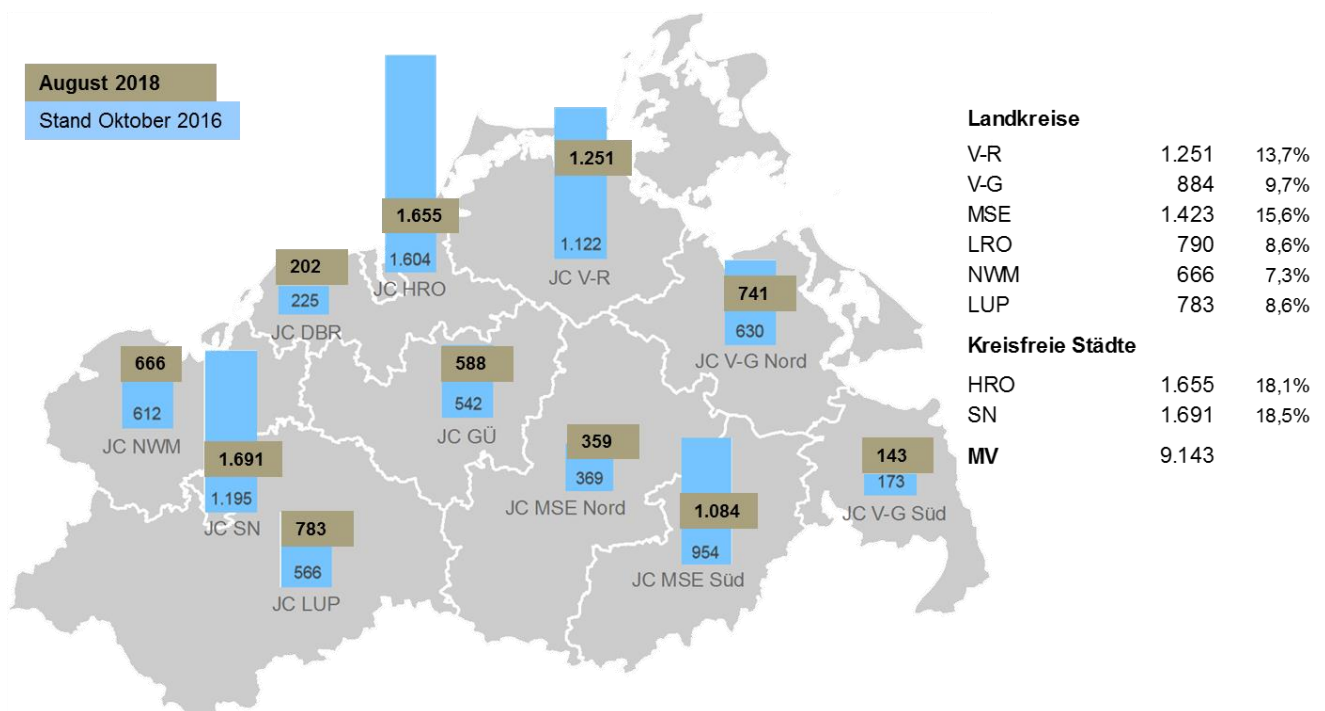 August 2018
Stand Oktober 2016
1.655
1.604
JC HRO
1.251
1.122
JC V-R
202
225
JC DBR
741
630
JC V-G Nord
666
612
JC NWM
1.691
1.195
JC SN
588
542
JC GÜ
359
369
JC MSE Nord
1.084
954
JC MSE Süd
143
173
JC V-G Süd
783
566
JC LUP
Landkreise
V-R 1.251 13,7%
V-G 884 9,7%
MSE 1.423 15,6%
LRO 790 8,6%
NWM 666 7,3%
LUP 783 8,6%
Kreisfreie Städte
HRO 1.655 18,1%
SN 1.691 18,5%
MV 9.143